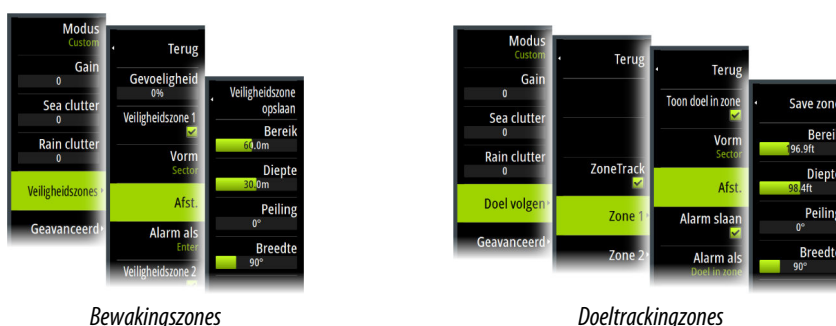 Modus
Custom
Gain
0
Sea clutter
0
Rain clutter
0
Veiligheidszones
Geavanceerd
Terug
Gevoeligheid
0%
Veiligheidszone 1
Vorm
Sector
Afst.
Alarm als
Enter
Veiligheidszone 2
Veiligheidszone
opslaan
Bereik
60.0m
Diepte
30.0m
Peiling
0°
Breedte
90°
Bewakingszones
Modus
Custom
Gain
0
Sea clutter
0
Rain clutter
0
Doel volgen
Geavanceerd
Terug
ZoneTrack
Zone 1
Zone 2
Terug
Toon doel in zone
Vorm
Sector
Afst.
Alarm slaan
Alarm als
Doel in zone
Save zone
Bereik
196.9ft
Diepte
98.4ft
Peiling
0°
Breedte
90°
Doeltrackingzones